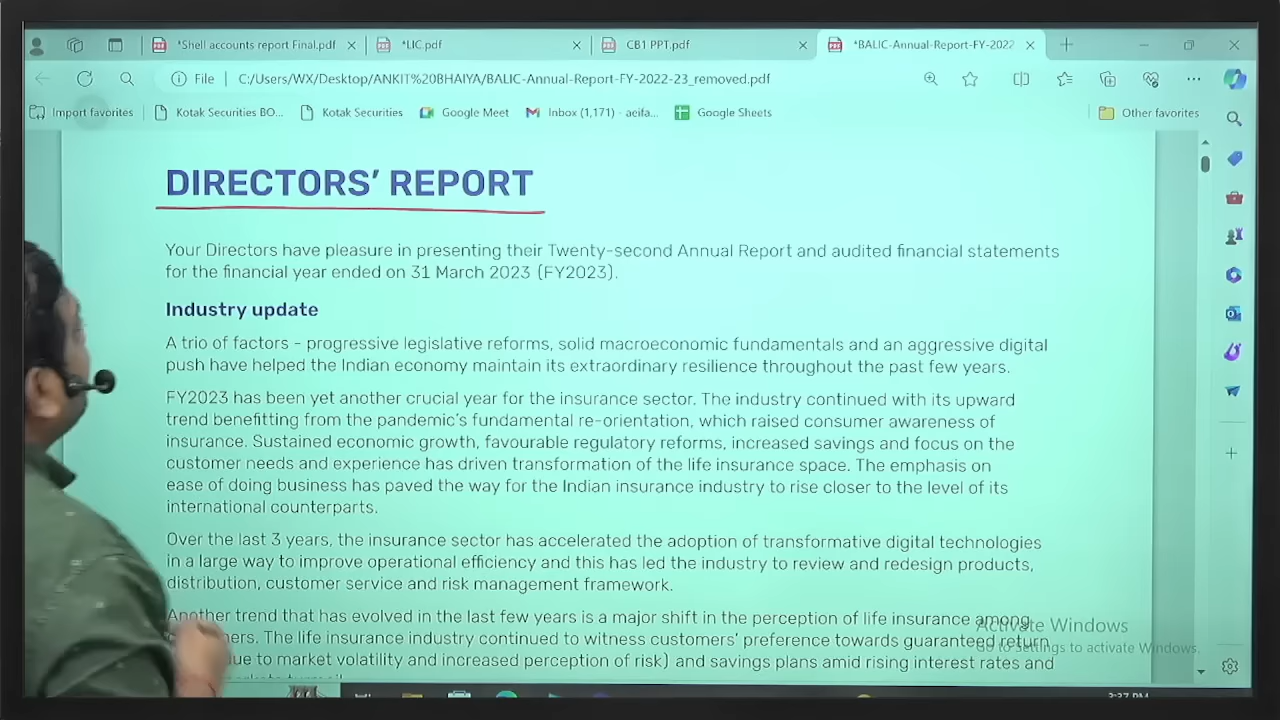 *Shell accounts report Final.pdf
*LIC.pdf
CB1 PPT.pdf
*BALIC-Annual-Report-FY-2022
File C:/Users/WX/Desktop/ANKIT%20BHAIYA/BALIC-Annual-Report-FY-2022-23_removed.pdf
Import favorites Kotak Securities BO... Kotak Securities Google Meet Inbox (1,171) - aeifa... Google Sheets Other favorites
DIRECTORS' REPORT
Your Directors have pleasure in presenting their Twenty-second Annual Report and audited financial statements
for the financial year ended on 31 March 2023 (FY2023).
Industry update
A trio of factors - progressive legislative reforms, solid macroeconomic fundamentals and an aggressive digital
push have helped the Indian economy maintain its extraordinary resilience throughout the past few years.
FY2023 has been yet another crucial year for the insurance sector. The industry continued with its upward
trend benefitting from the pandemic's fundamental re-orientation, which raised consumer awareness of
insurance. Sustained economic growth, favourable regulatory reforms, increased savings and focus on the
customer needs and experience has driven transformation of the life insurance space. The emphasis on
ease of doing business has paved the way for the Indian insurance industry to rise closer to the level of its
international counterparts.
Over the last 3 years, the insurance sector has accelerated the adoption of transformative digital technologies
in a large way to improve operational efficiency and this has led the industry to review and redesign products,
distribution, customer service and risk management framework.
Another trend that has evolved in the last few years is a major shift in the perception of life insurance among
The life insurance industry continued to witness customers' preference towards guaranteed return
to market volatility and increased perception of risk) and savings plans amid rising interest rates and
Activate Windows
Go to Settings to activate Windows.
3:37 PM